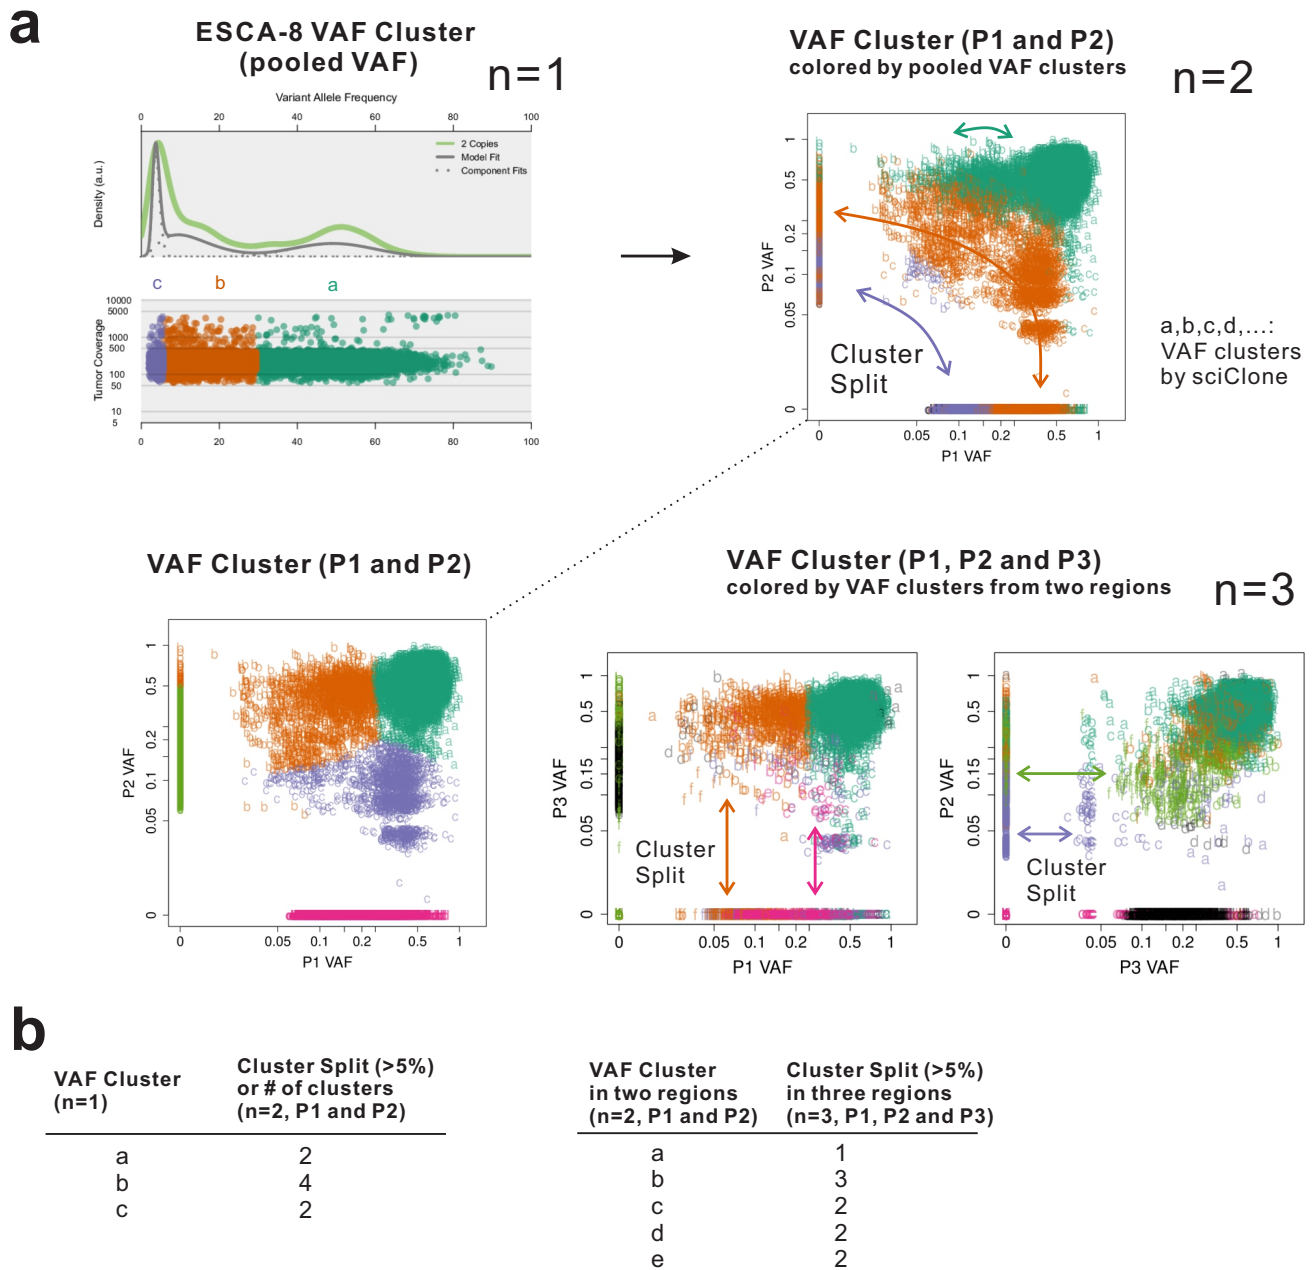 a
ESCA-8 VAF Cluster
(pooled VAF)
n=1
Variant Allele Frequency
0 20 40 60 80 100
Density (a.u.)
2 Copies
Model Fit
Component Fits
c b a
Tumor Coverage
10000
5000
1000
500
100
50
10
5
0 20 40 60 80 100
VAF Cluster (P1 and P2)
colored by pooled VAF clusters
n=2
P2 VAF
1
0.5
0.2
0.1
0.05
0
Cluster
Split
0 0.05 0.1 0.2 0.5 1
P1 VAF
a,b,c,d,...:
VAF clusters
by sciClone
VAF Cluster (P1 and P2)
P2 VAF
1
0.5
0.2
0.1
0.05
0
0 0.05 0.1 0.2 0.5 1
P1 VAF
VAF Cluster (P1, P2 and P3)
colored by VAF clusters from two regions
n=3
P3 VAF
1
0.5
0.15
0.05
0
Cluster
Split
0 0.05 0.1 0.2 0.5 1
P1 VAF
P2 VAF
1
0.5
0.15
0.05
0
Cluster
Split
0 0.05 0.1 0.2 0.5 1
P3 VAF
b
VAF Cluster
(n=1)
Cluster Split (>5%)
or # of clusters
(n=2, P1 and P2)
a 2
b 4
c 2
VAF Cluster
in two regions
(n=2, P1 and P2)
Cluster Split (>5%)
in three regions
(n=3, P1, P2 and P3)
a 1
b 3
c 2
d 2
e 2